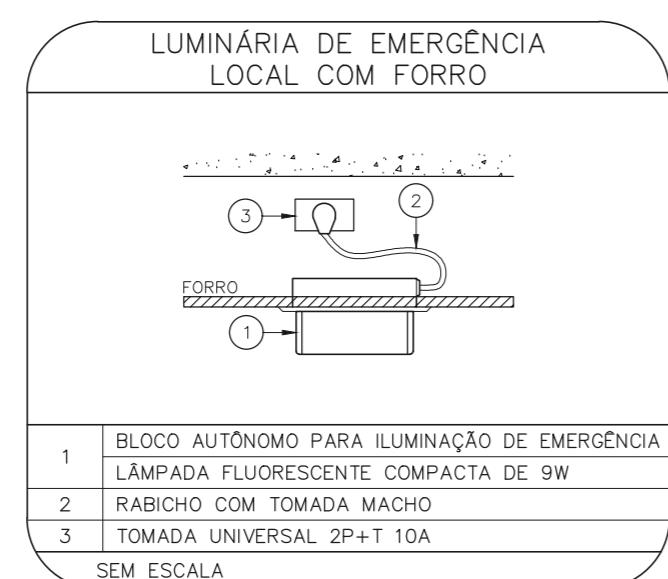 LUMINÁRIA DE EMERGÊNCIA
LOCAL COM FORRO
3
2
FORRO
1
1
BLOCO AUTÔNOMO PARA ILUMINAÇÃO DE EMERGÊNCIA
LÂMPADA FLUORESCENTE COMPACTA DE 9W
2 RABICHO COM TOMADA MACHO
3 TOMADA UNIVERSAL 2P+T 10A
SEM ESCALA